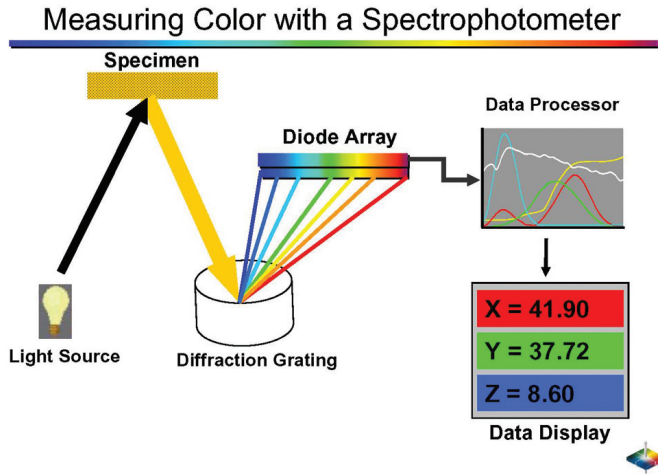 Measuring Color with a Spectrophotometer
Specimen
Diode Array
Data Processor
Light Source
Diffraction Grating
X = 41.90
Y = 37.72
Z = 8.60
Data Display